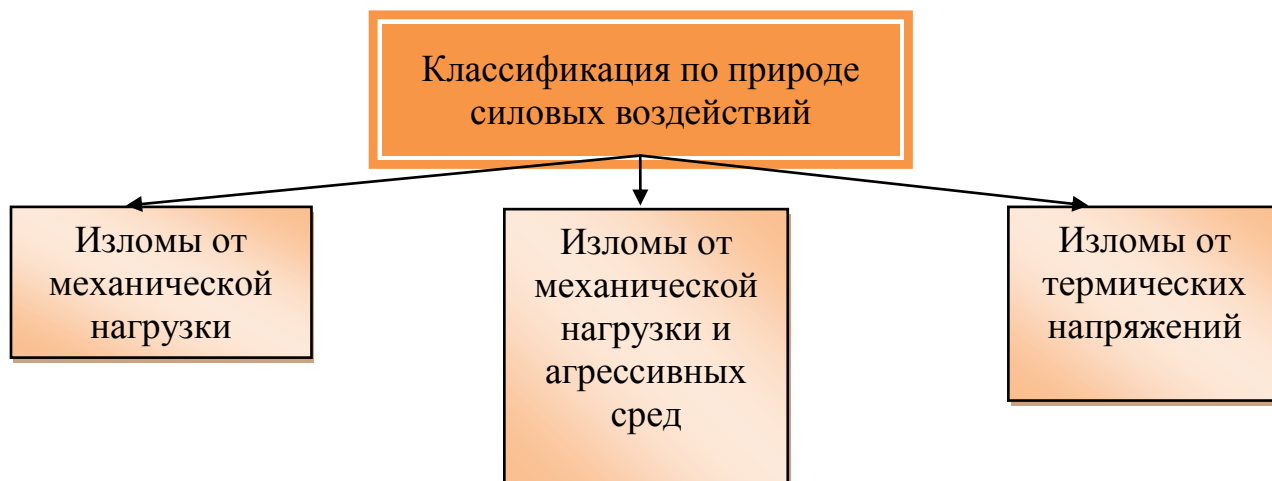 Классификация по природе
силовых воздействий
Изломы от
механической
нагрузки
Изломы от
механической
нагрузки и
агрессивных
сред
Изломы от
термических
напряжений